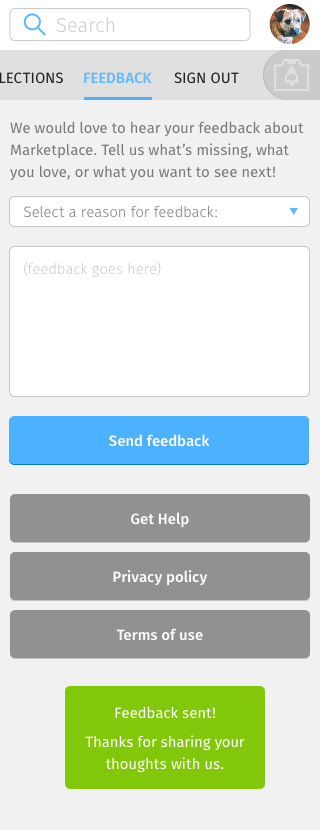 Search
LECTIONS FEEDBACK SIGN OUT
We would love to hear your feedback about
Marketplace. Tell us what’s missing, what
you love, or what you want to see next!
Select a reason for feedback:
(feedback goes here)
Send feedback
Get Help
Privacy policy
Terms of use
Feedback sent!
Thanks for sharing your
thoughts with us.